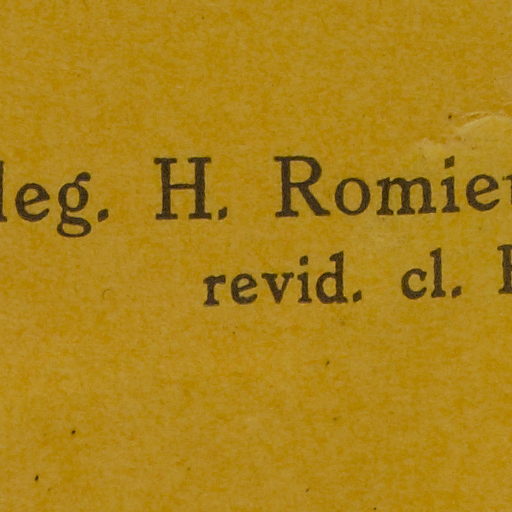 leg. H. Romie
revid. cl.